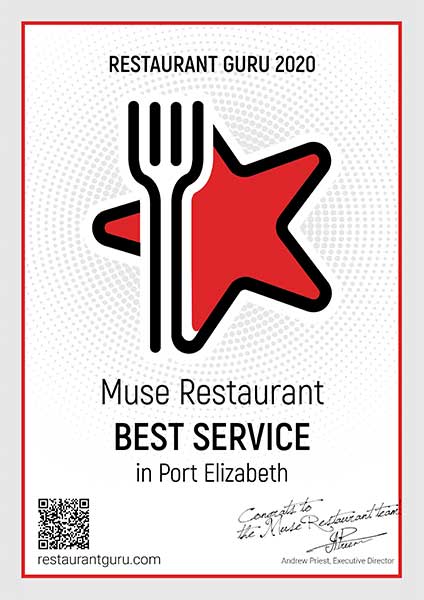 RESTAURANT GURU 2020
Muse Restaurant
BEST SERVICE
in Port Elizabeth
Congrats to
the Muse Restaurant team
restaurantguru.com
Andrew Priest, Executive Director